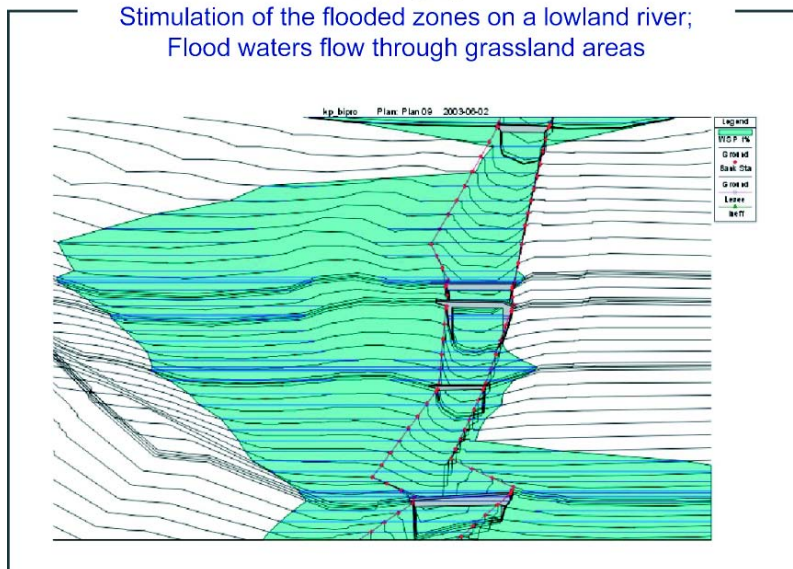 Stimulation of the flooded zones on a lowland river;
Flood waters flow through grassland areas
kp_bipro Plan: Plan 09 2003-06-02
Legend
WS P 1%
Ground
Bank Sta
Ground
Levee
Ineff